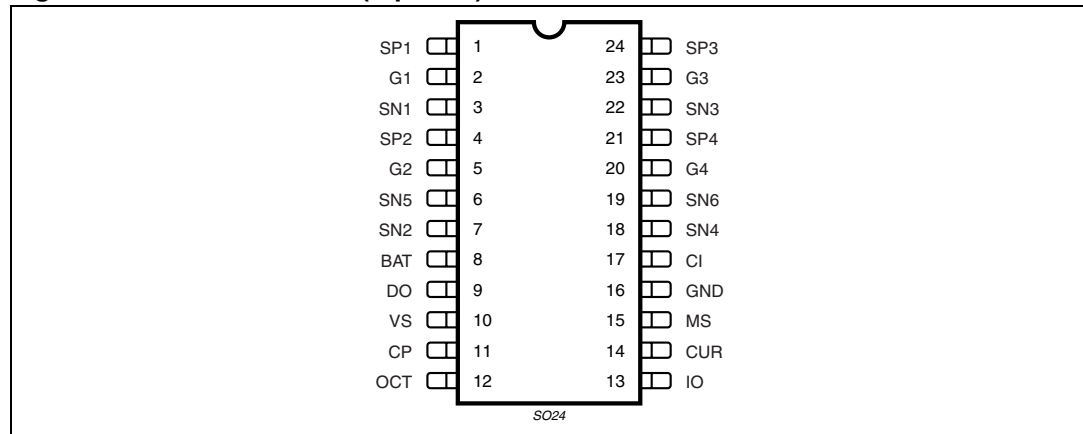 SP1 1 24 SP3
G1 2 23 G3
SN1 3 22 SN3
SP2 4 21 SP4
G2 5 20 G4
SN5 6 19 SN6
SN2 7 18 SN4
BAT 8 17 CI
DO 9 16 GND
VS 10 15 MS
CP 11 14 CUR
OCT 12 13 IO
SO24